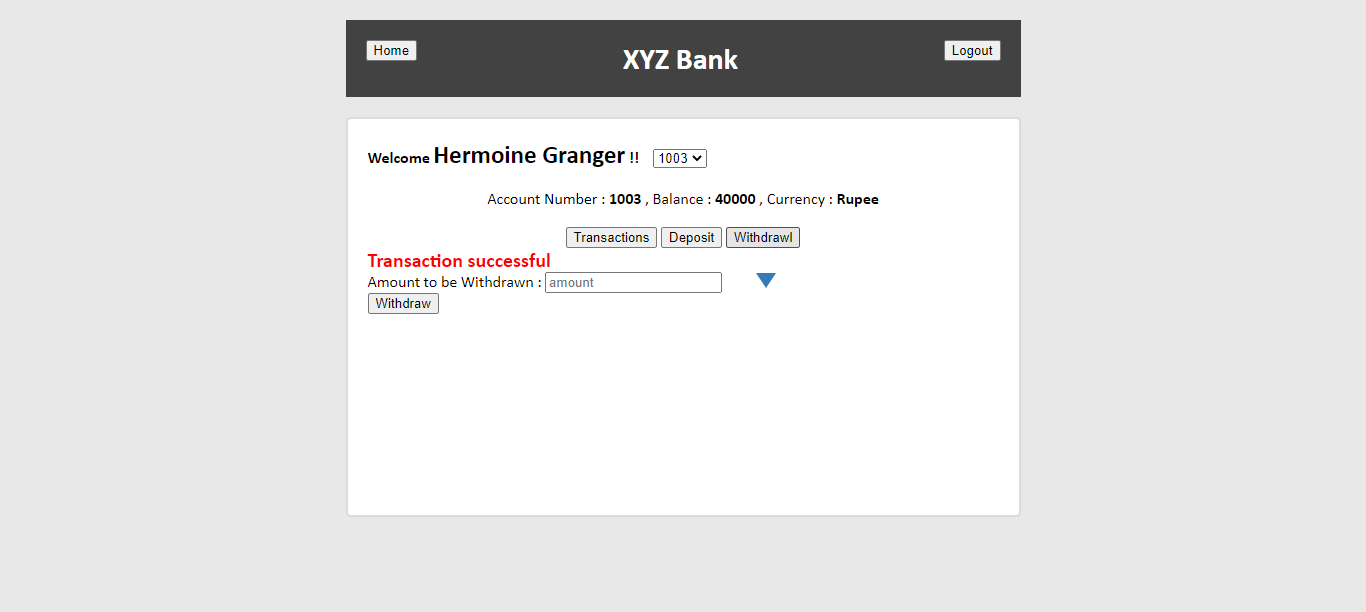 Home XYZ Bank Logout
Welcome Hermoine Granger !! 1003
Account Number : 1003 , Balance : 40000 , Currency : Rupee
Transactions Deposit Withdrawl
Transaction successful
Amount to be Withdrawn : amount
Withdraw